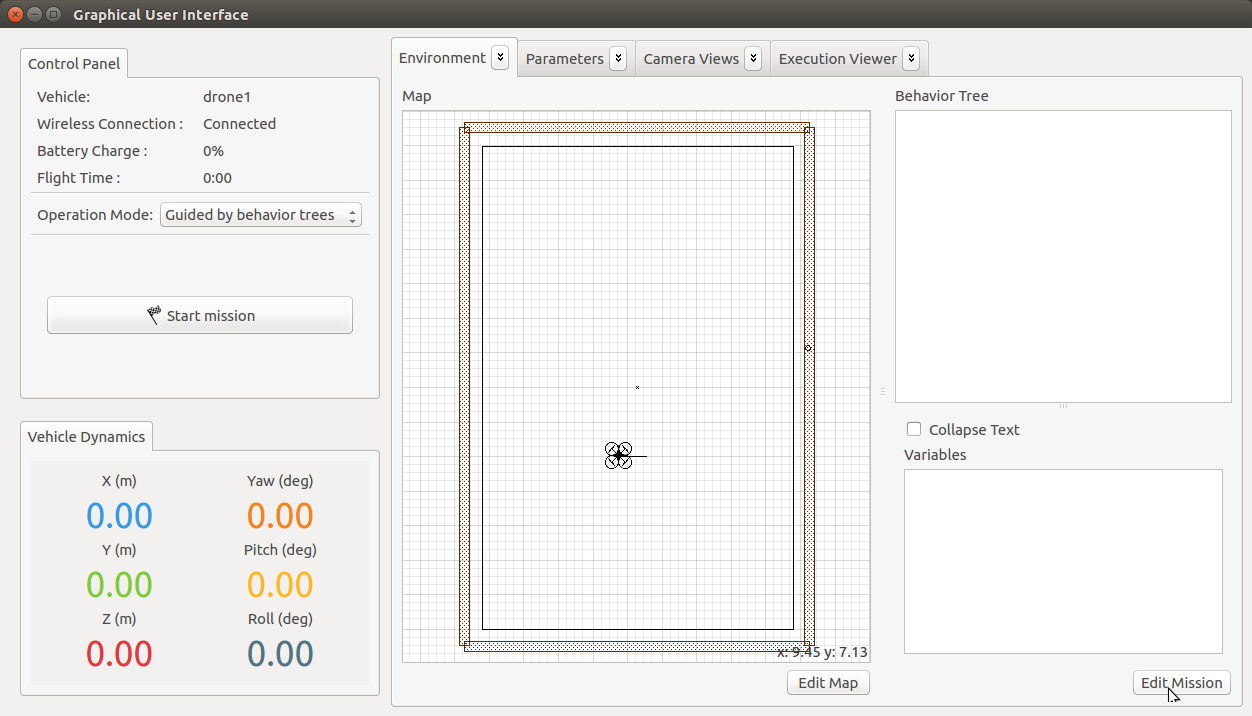 Graphical User Interface
Control Panel
Vehicle: drone1
Wireless Connection : Connected
Battery Charge : 0%
Flight Time : 0:00
Operation Mode: Guided by behavior trees
Start mission
Vehicle Dynamics
X (m) Yaw (deg)
0.00 0.00
Y (m) Pitch (deg)
0.00 0.00
Z (m) Roll (deg)
0.00 0.00
Environment Parameters Camera Views Execution Viewer
Map
x: 9.45 y: 7.13
Edit Map
Behavior Tree
Collapse Text
Variables
Edit Mission